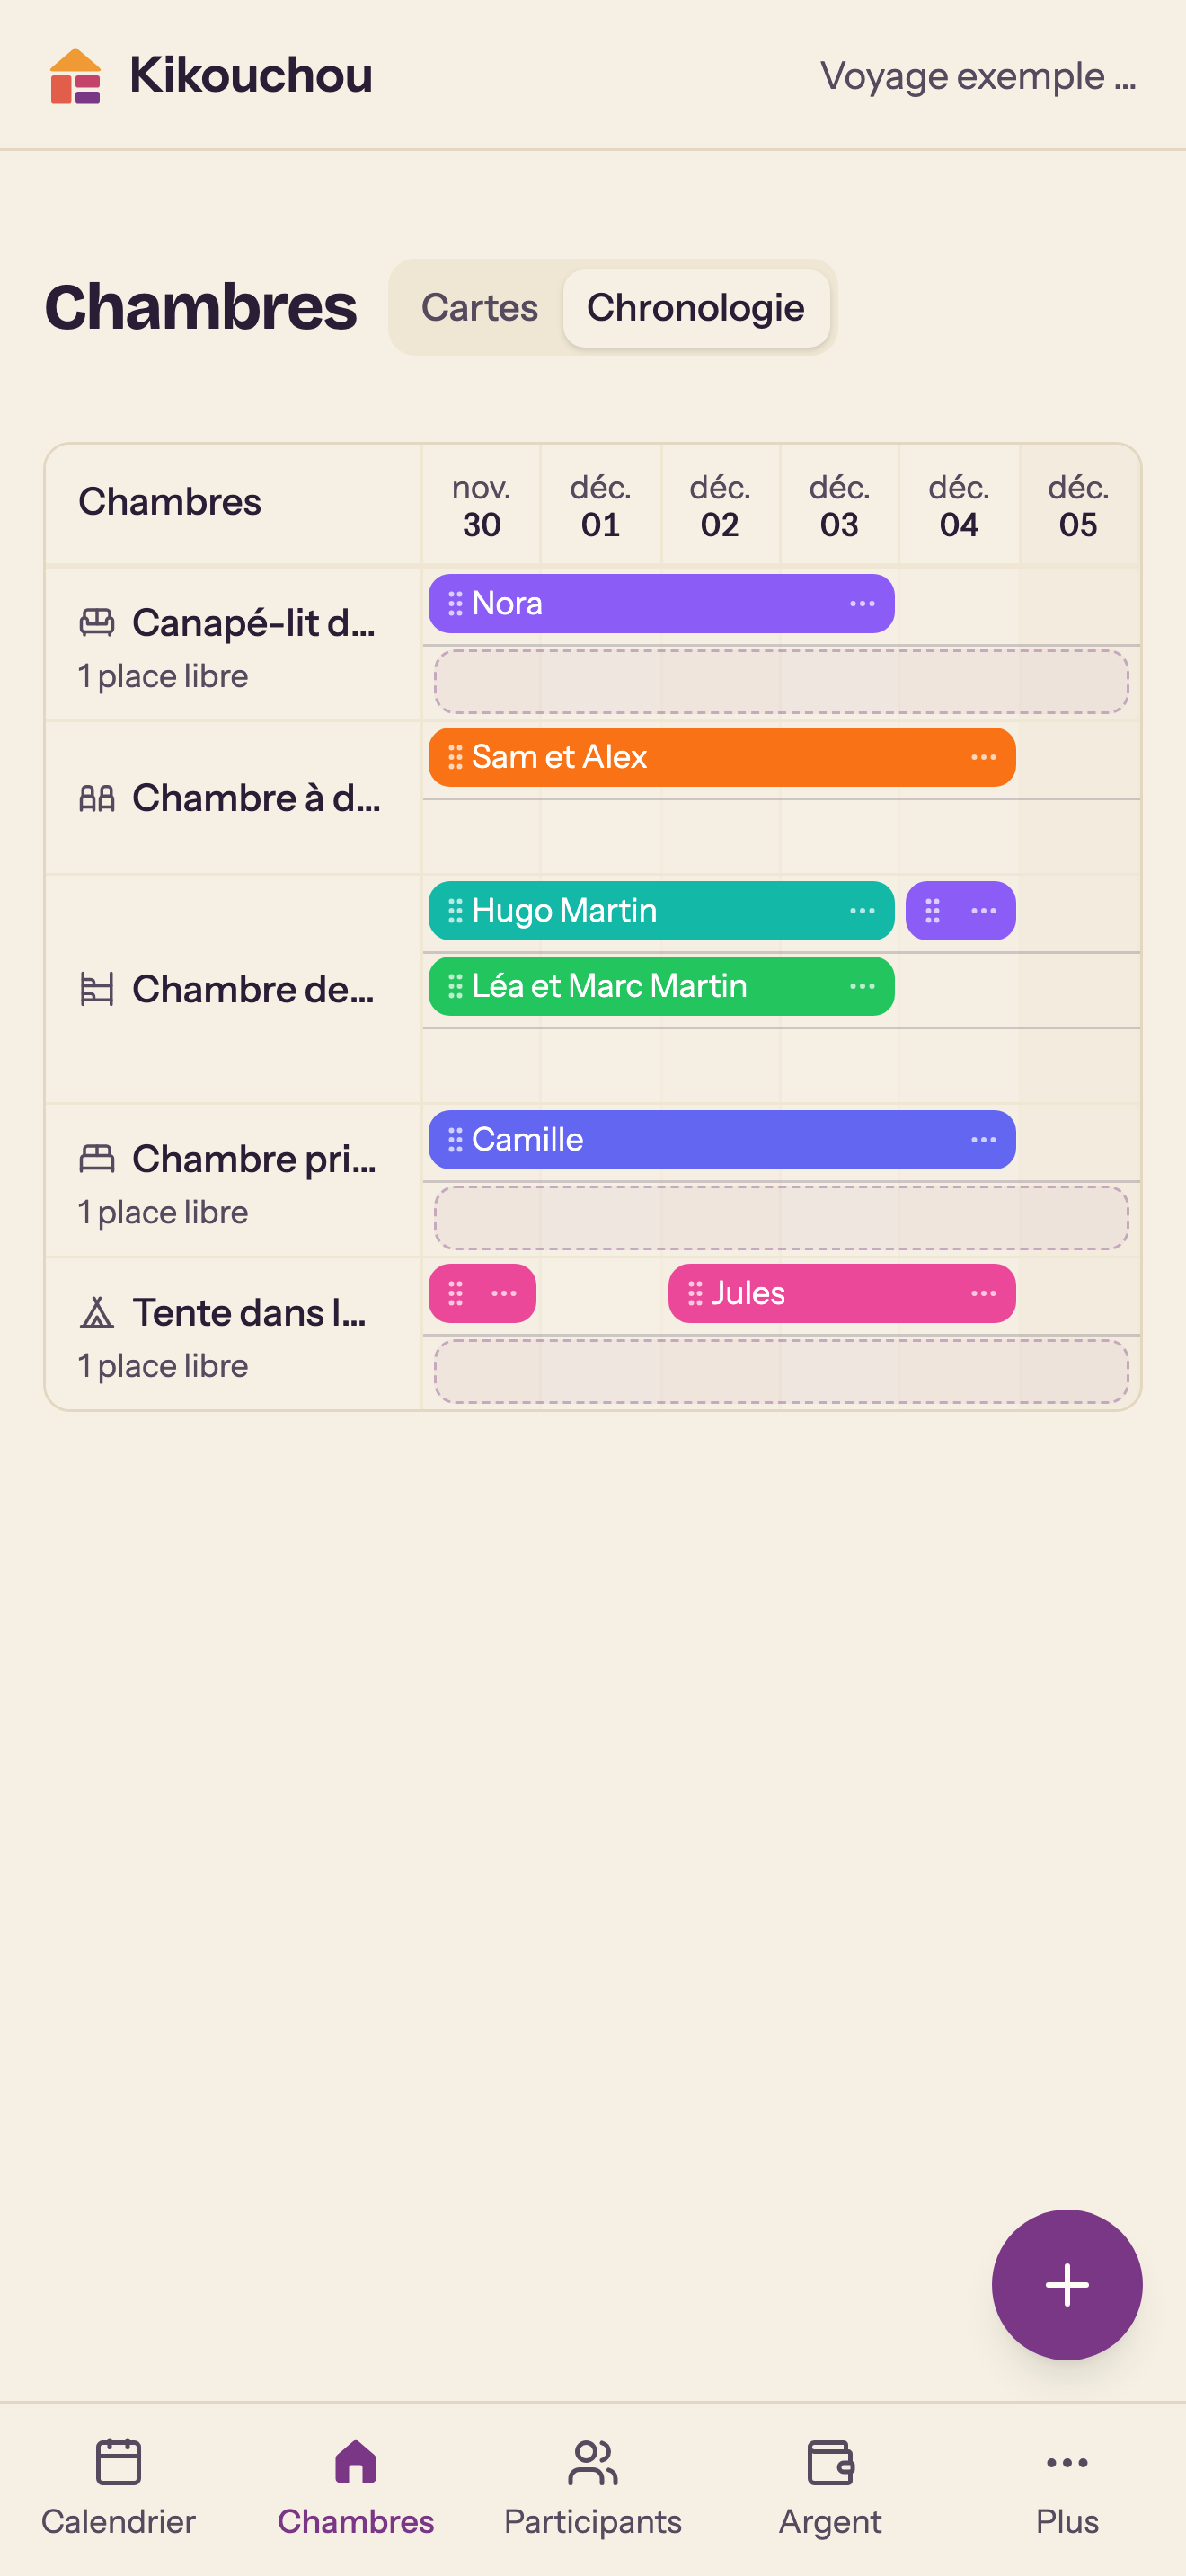 Kikouchou
Voyage exemple ...
Chambres
Cartes
Chronologie
Chambres
nov. 30
déc. 01
déc. 02
déc. 03
déc. 04
déc. 05
Canapé-lit d...
1 place libre
Nora
Chambre à d...
Sam et Alex
Chambre de...
Hugo Martin
Léa et Marc Martin
Chambre pri...
1 place libre
Camille
Tente dans l...
1 place libre
Jules
Calendrier
Chambres
Participants
Argent
Plus